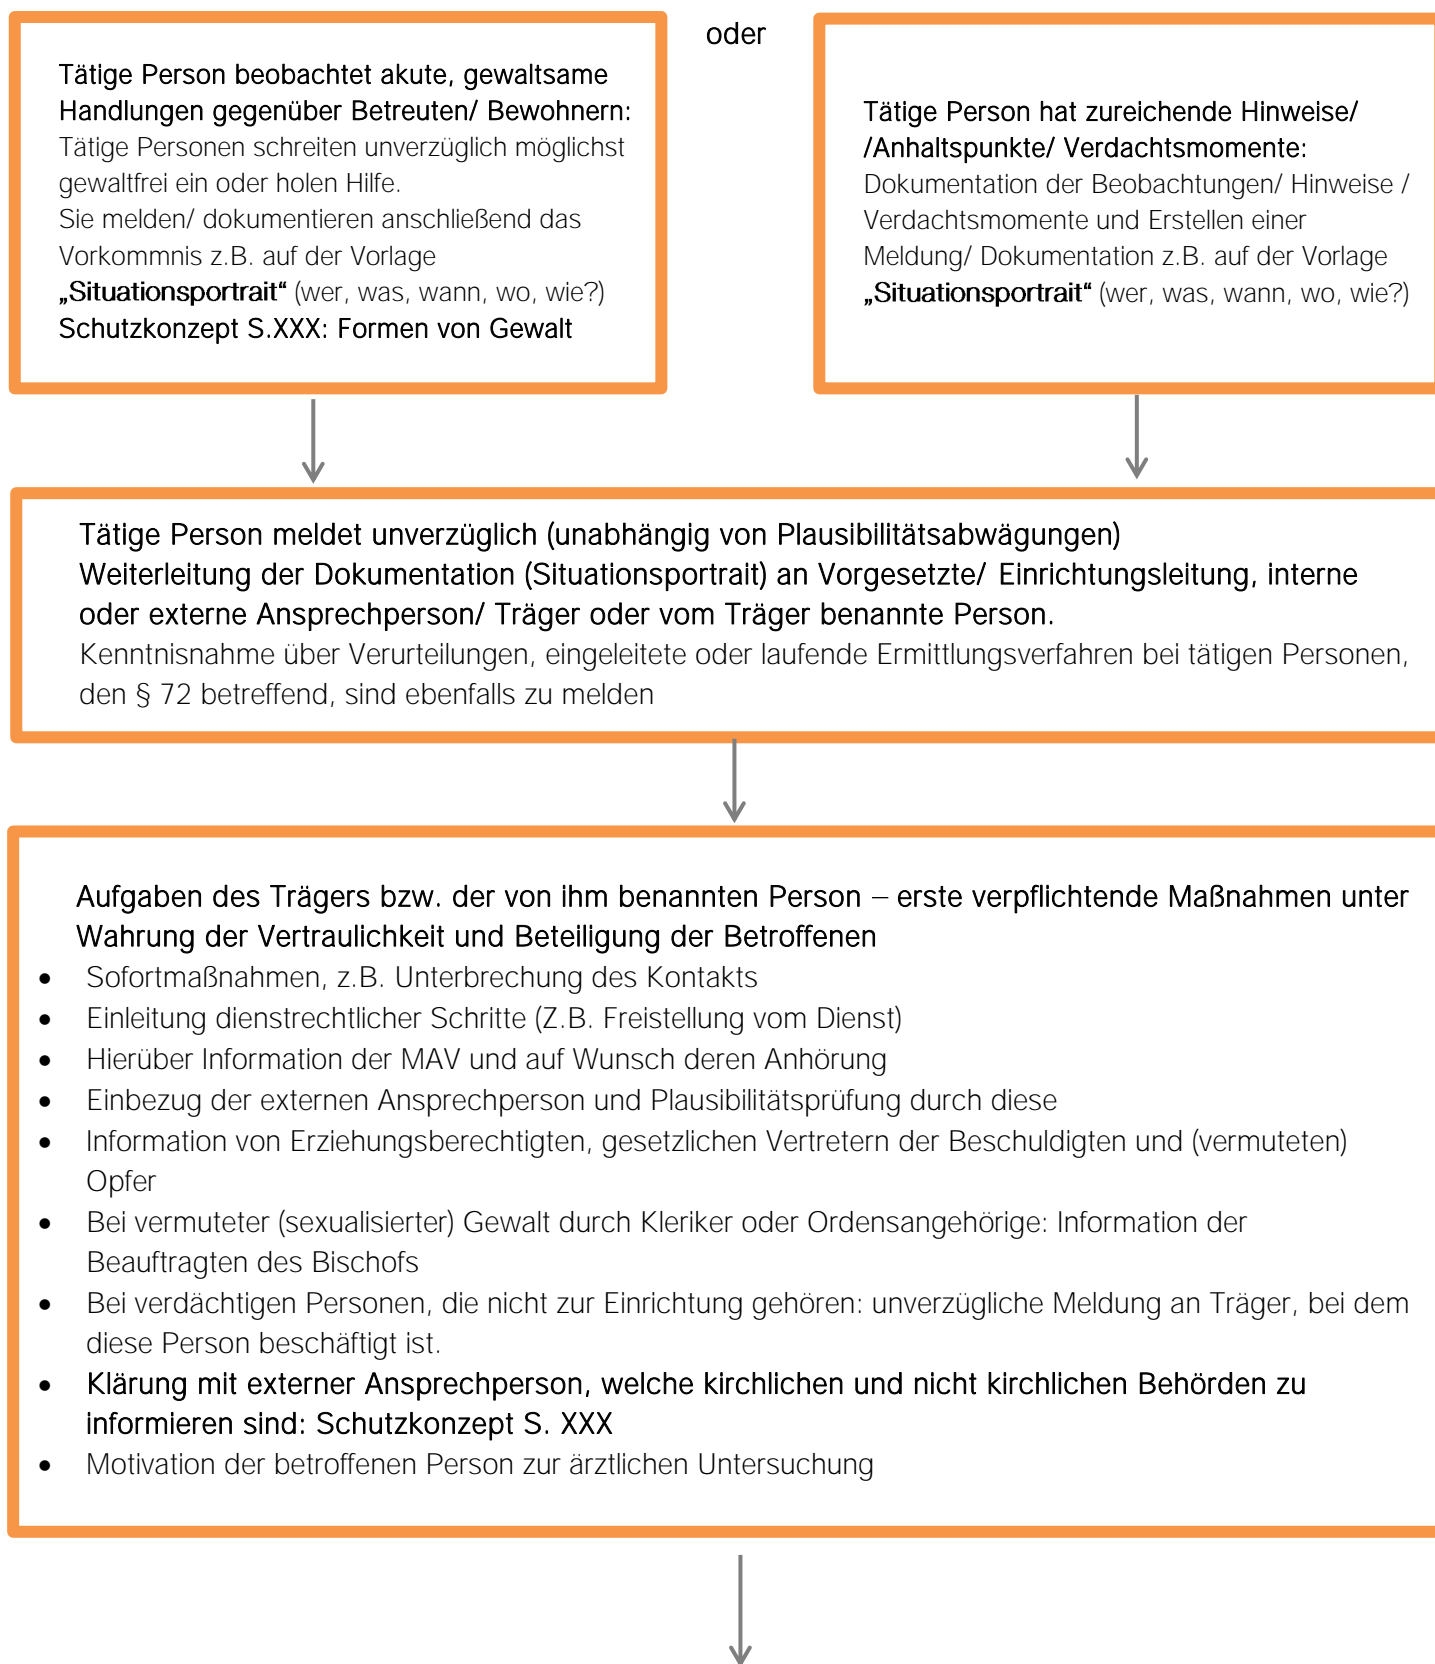 oder
Tätige Person beobachtet akute, gewaltsame
Handlungen gegenüber Betreuten/ Bewohnern:
Tätige Personen schreiten unverzüglich möglichst
gewaltfrei ein oder holen Hilfe.
Sie melden/ dokumentieren anschließend das
Vorkommnis z.B. auf der Vorlage
„Situationsportrait“ (wer, was, wann, wo, wie?)
Schutzkonzept S.XXX: Formen von Gewalt
Tätige Person hat zureichende Hinweise/
/Anhaltspunkte/ Verdachtsmomente:
Dokumentation der Beobachtungen/ Hinweise /
Verdachtsmomente und Erstellen einer
Meldung/ Dokumentation z.B. auf der Vorlage
„Situationsportrait“ (wer, was, wann, wo, wie?)
Tätige Person meldet unverzüglich (unabhängig von Plausibilitätsabwägungen)
Weiterleitung der Dokumentation (Situationsportrait) an Vorgesetzte/ Einrichtungsleitung, interne
oder externe Ansprechperson/ Träger oder vom Träger benannte Person.
Kenntnisnahme über Verurteilungen, eingeleitete oder laufende Ermittlungsverfahren bei tätigen Personen,
den § 72 betreffend, sind ebenfalls zu melden
Aufgaben des Trägers bzw. der von ihm benannten Person – erste verpflichtende Maßnahmen unter
Wahrung der Vertraulichkeit und Beteiligung der Betroffenen
• Sofortmaßnahmen, z.B. Unterbrechung des Kontakts
• Einleitung dienstrechtlicher Schritte (Z.B. Freistellung vom Dienst)
• Hierüber Information der MAV und auf Wunsch deren Anhörung
• Einbezug der externen Ansprechperson und Plausibilitätsprüfung durch diese
• Information von Erziehungsberechtigten, gesetzlichen Vertretern der Beschuldigten und (vermuteten)
Opfer
• Bei vermuteter (sexualisierter) Gewalt durch Kleriker oder Ordensangehörige: Information der
Beauftragten des Bischofs
• Bei verdächtigen Personen, die nicht zur Einrichtung gehören: unverzügliche Meldung an Träger, bei dem
diese Person beschäftigt ist.
• Klärung mit externer Ansprechperson, welche kirchlichen und nicht kirchlichen Behörden zu
informieren sind: Schutzkonzept S. XXX
• Motivation der betroffenen Person zur ärztlichen Untersuchung